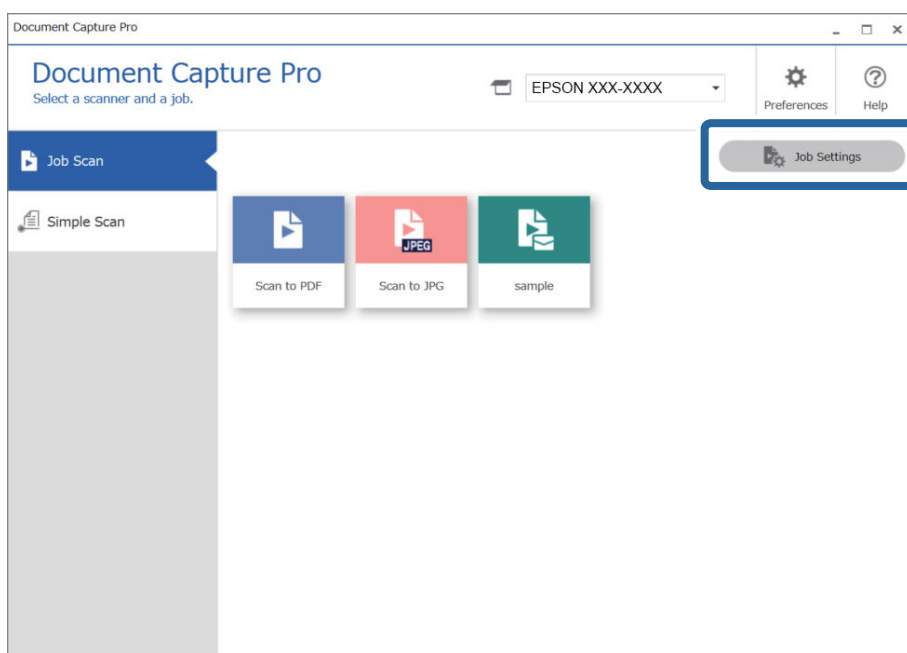 Document Capture Pro
Document Capture Pro
Select a scanner and a job.
EPSON XXX-XXXX
Preferences
Help
Job Scan
Job Settings
Simple Scan
JPEG
Scan to PDF
Scan to JPG
sample